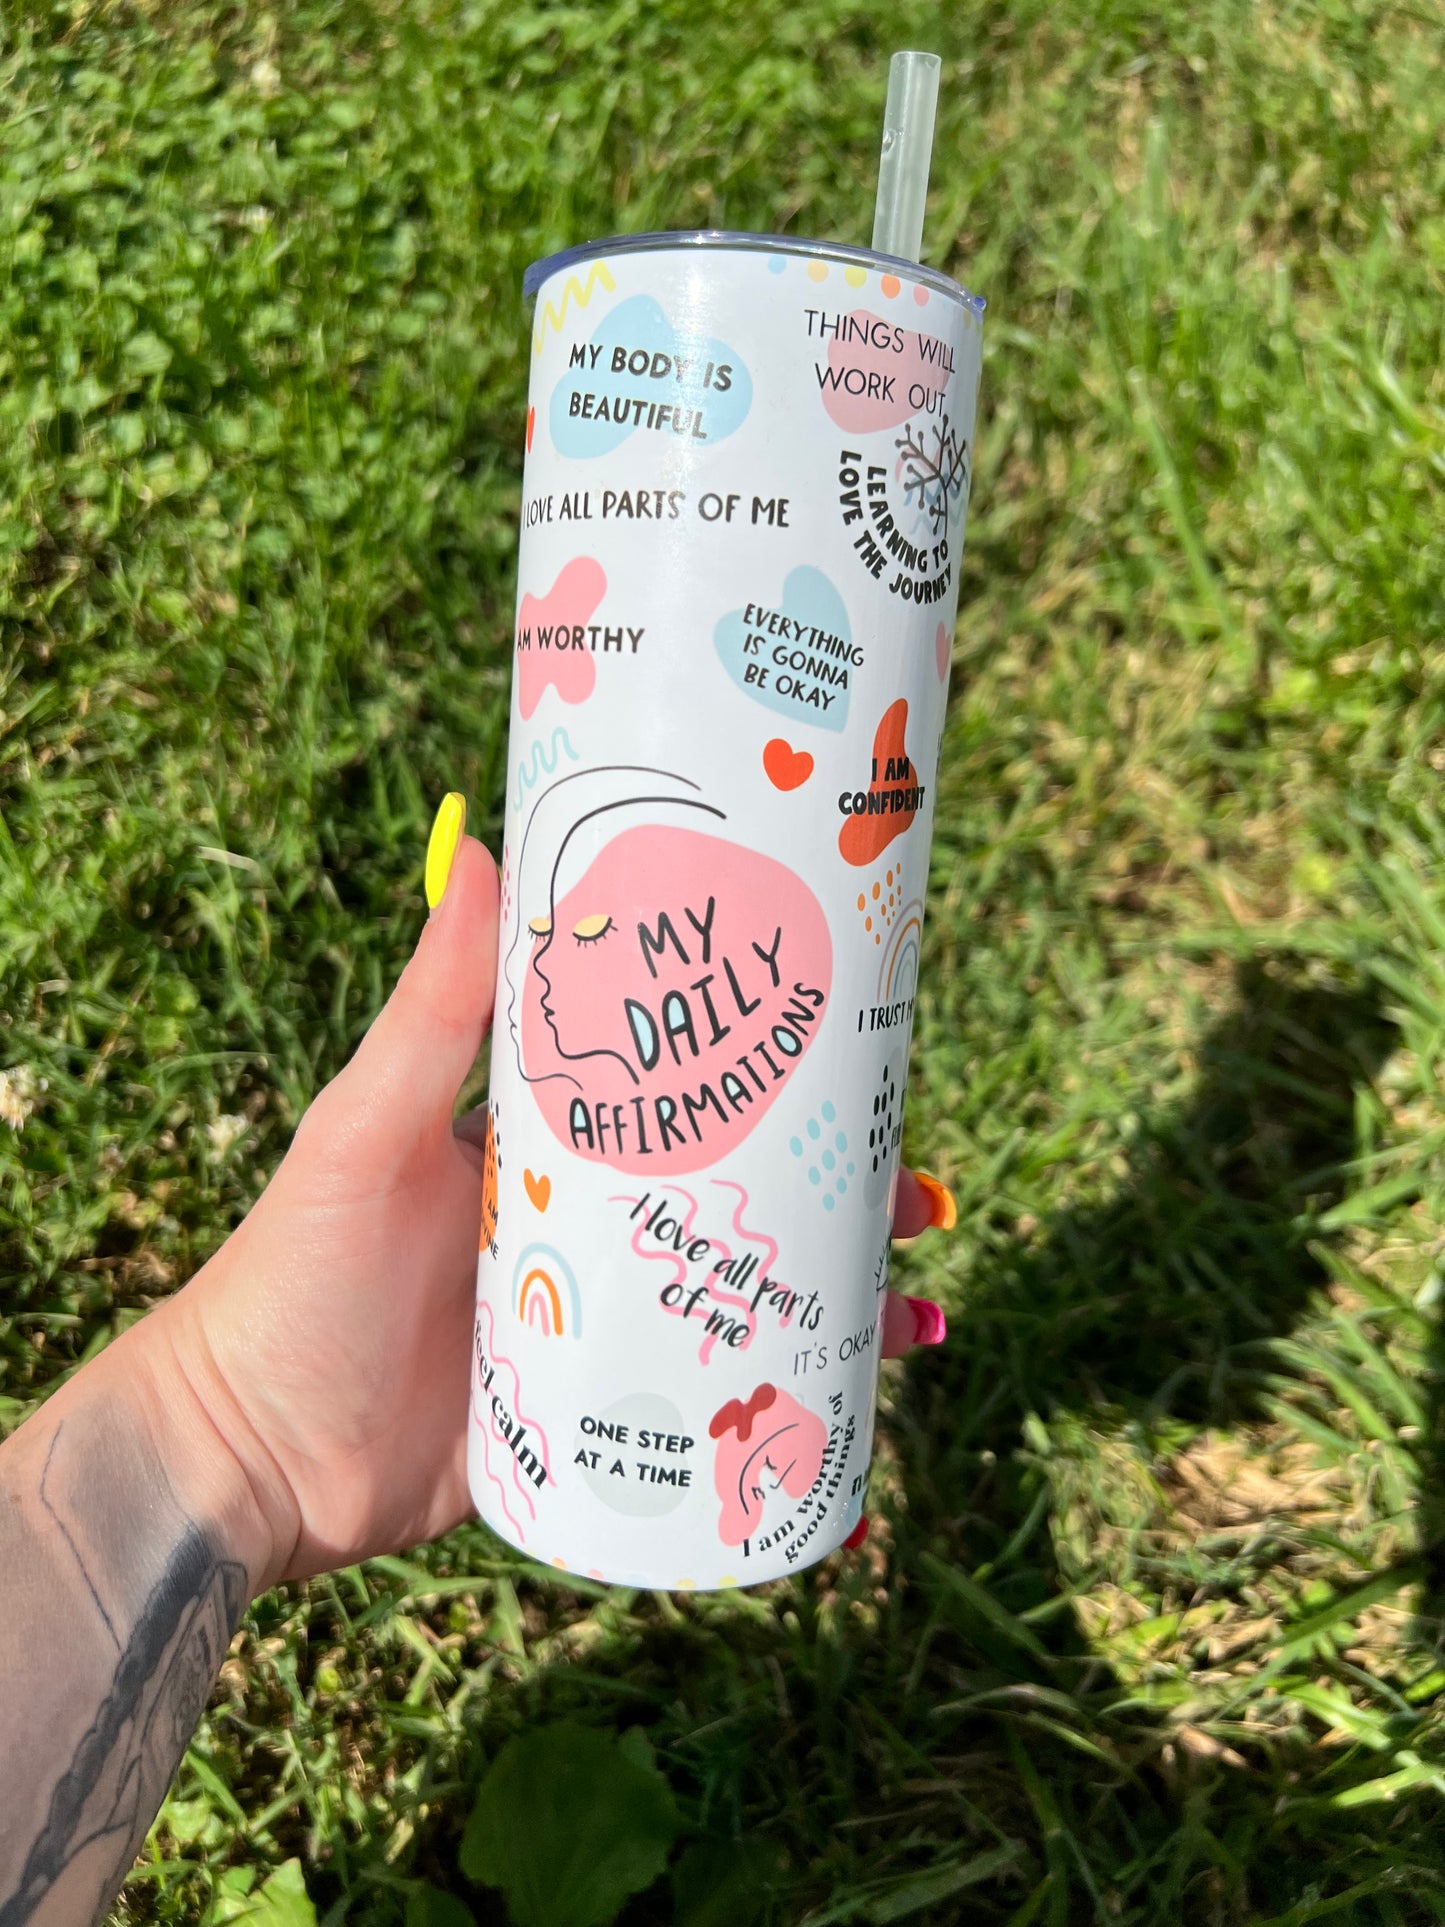 MY BODY IS
BEAUTIFUL
THINGS WILL
WORK OUT
LEARNING TO
LOVE THE JOURNEY
I LOVE ALL PARTS OF ME
AM WORTHY
EVERYTHING
IS GONNA
BE OKAY
I AM
CONFIDENT
MY
DAILY
AFFIRMATIONS
I TRUST
I AM
I love all parts
of me
IT'S OKAY
feel calm
ONE STEP
AT A TIME
I am worthy of
good things